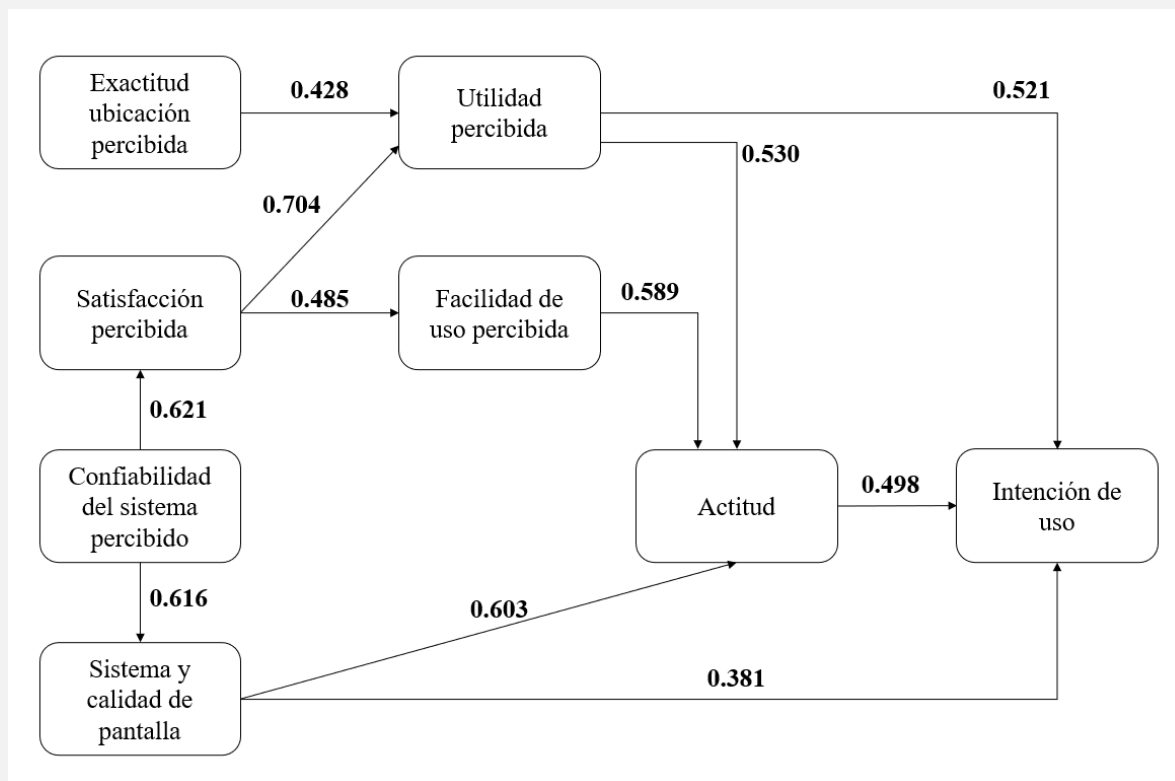 Exactitud
ubicación
percibida
0.428
Utilidad
percibida
0.521
0.530
0.704
Satisfacción
percibida
0.485
Facilidad de
uso percibida
0.589
0.621
Confiabilidad
del sistema
percibido
Actitud
0.498
Intención de
uso
0.616
0.603
Sistema y
calidad de
pantalla
0.381